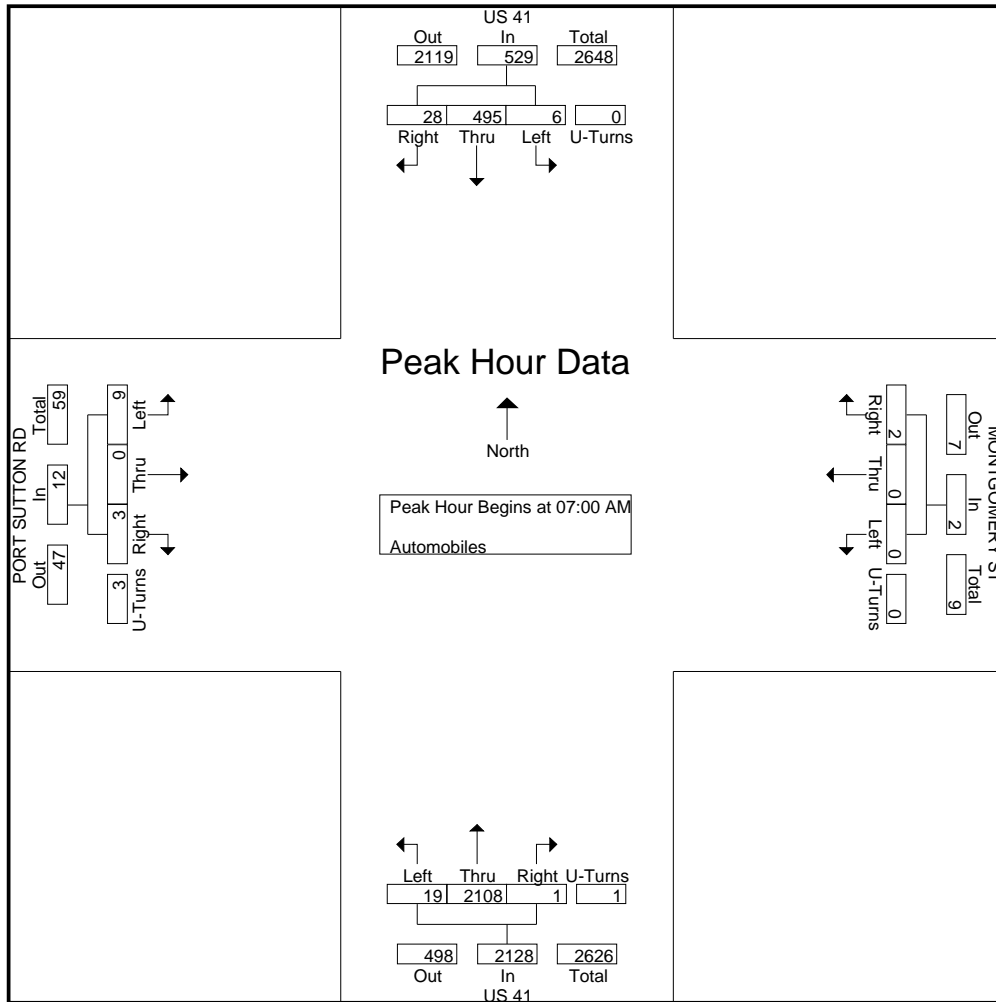 US 41
Out In Total
2119 529 2648
28 495 6 0
Right Thru Left U-Turns
Peak Hour Data
North
Peak Hour Begins at 07:00 AM
Automobiles
PORT SUTTON RD
Out In Total
47 12 59
3 3 0 9
U-Turns Right Thru Left
MONTGOMERY ST
Out In Total
7 2 9
2 0 0 0
Right Thru Left U-Turns
Left Thru Right U-Turns
19 2108 1 1
498 2128 2626
Out In Total
US 41